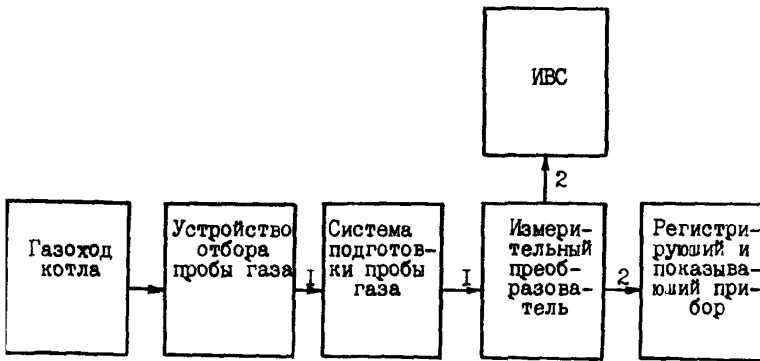 ИВС
2
Газоход
котла
Устройство
отбора
пробы газа
I
Система
подготов-
ки пробы
газа
I
Измери-
тельный
преоб-
разова-
тель
2
Регистри-
рующий и
показыва-
ющий при-
бор